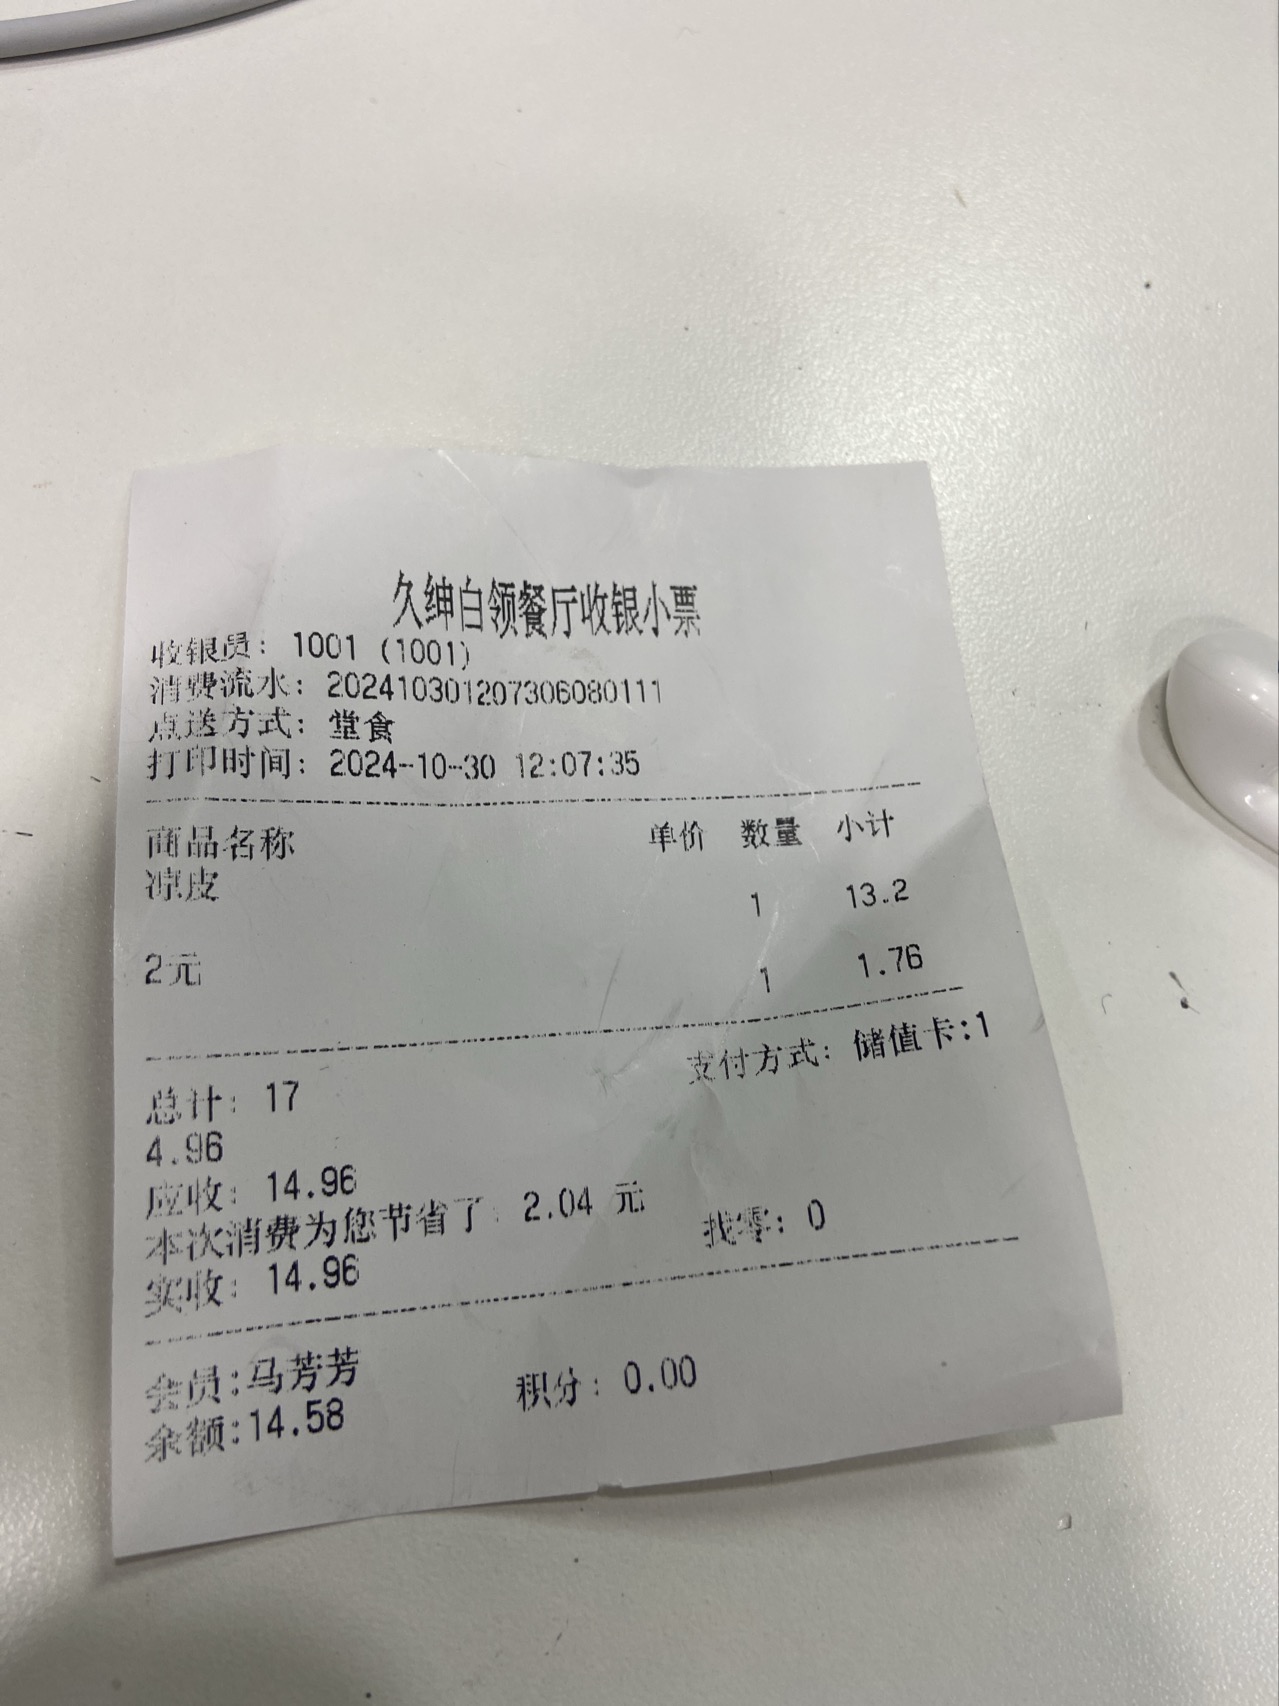 久绅白领餐厅收银小票
收银员：1001 (1001)
消费流水：202410301207306080111
点送方式：堂食
打印时间：2024-10-30 12:07:35
商品名称 单价 数量 小计
凉皮 1 13.2
2元 1 1.76
总计：17 支付方式：储值卡:1
4.96
应收：14.96
本次消费为您节省了：2.04 元
实收：14.96 找零：0
会员:马芳芳 积分：0.00
余额:14.58